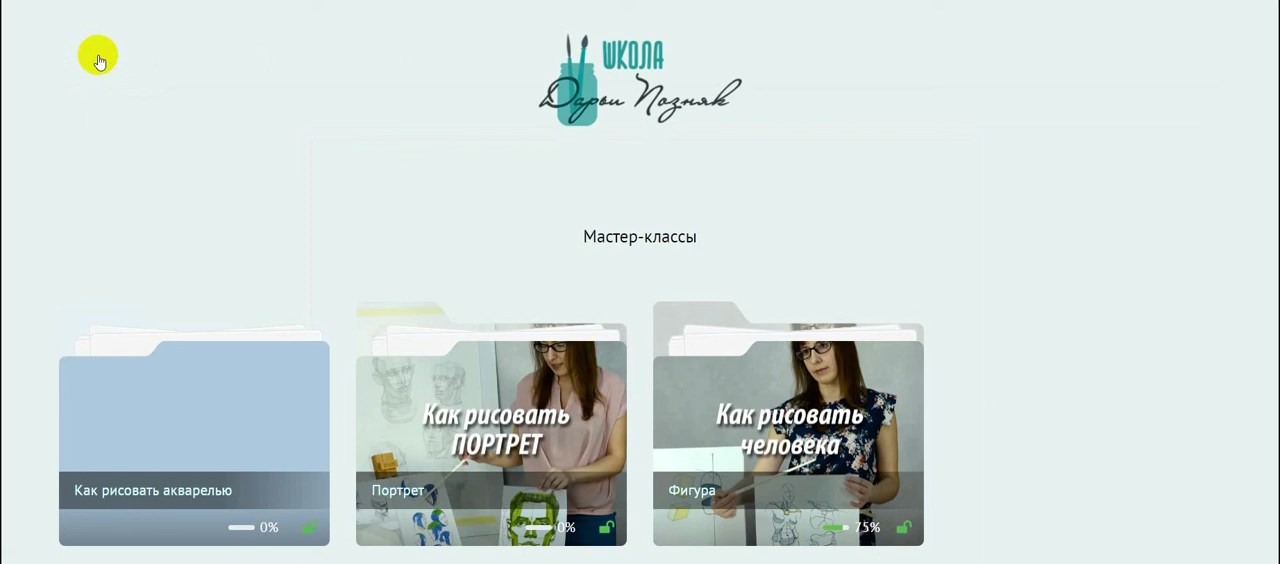 ШКОЛА
Дарьи Позняк
Мастер-классы
Как рисовать акварелью
0%
Как рисовать
ПОРТРЕТ
Портрет
0%
Как рисовать
человека
Фигура
75%